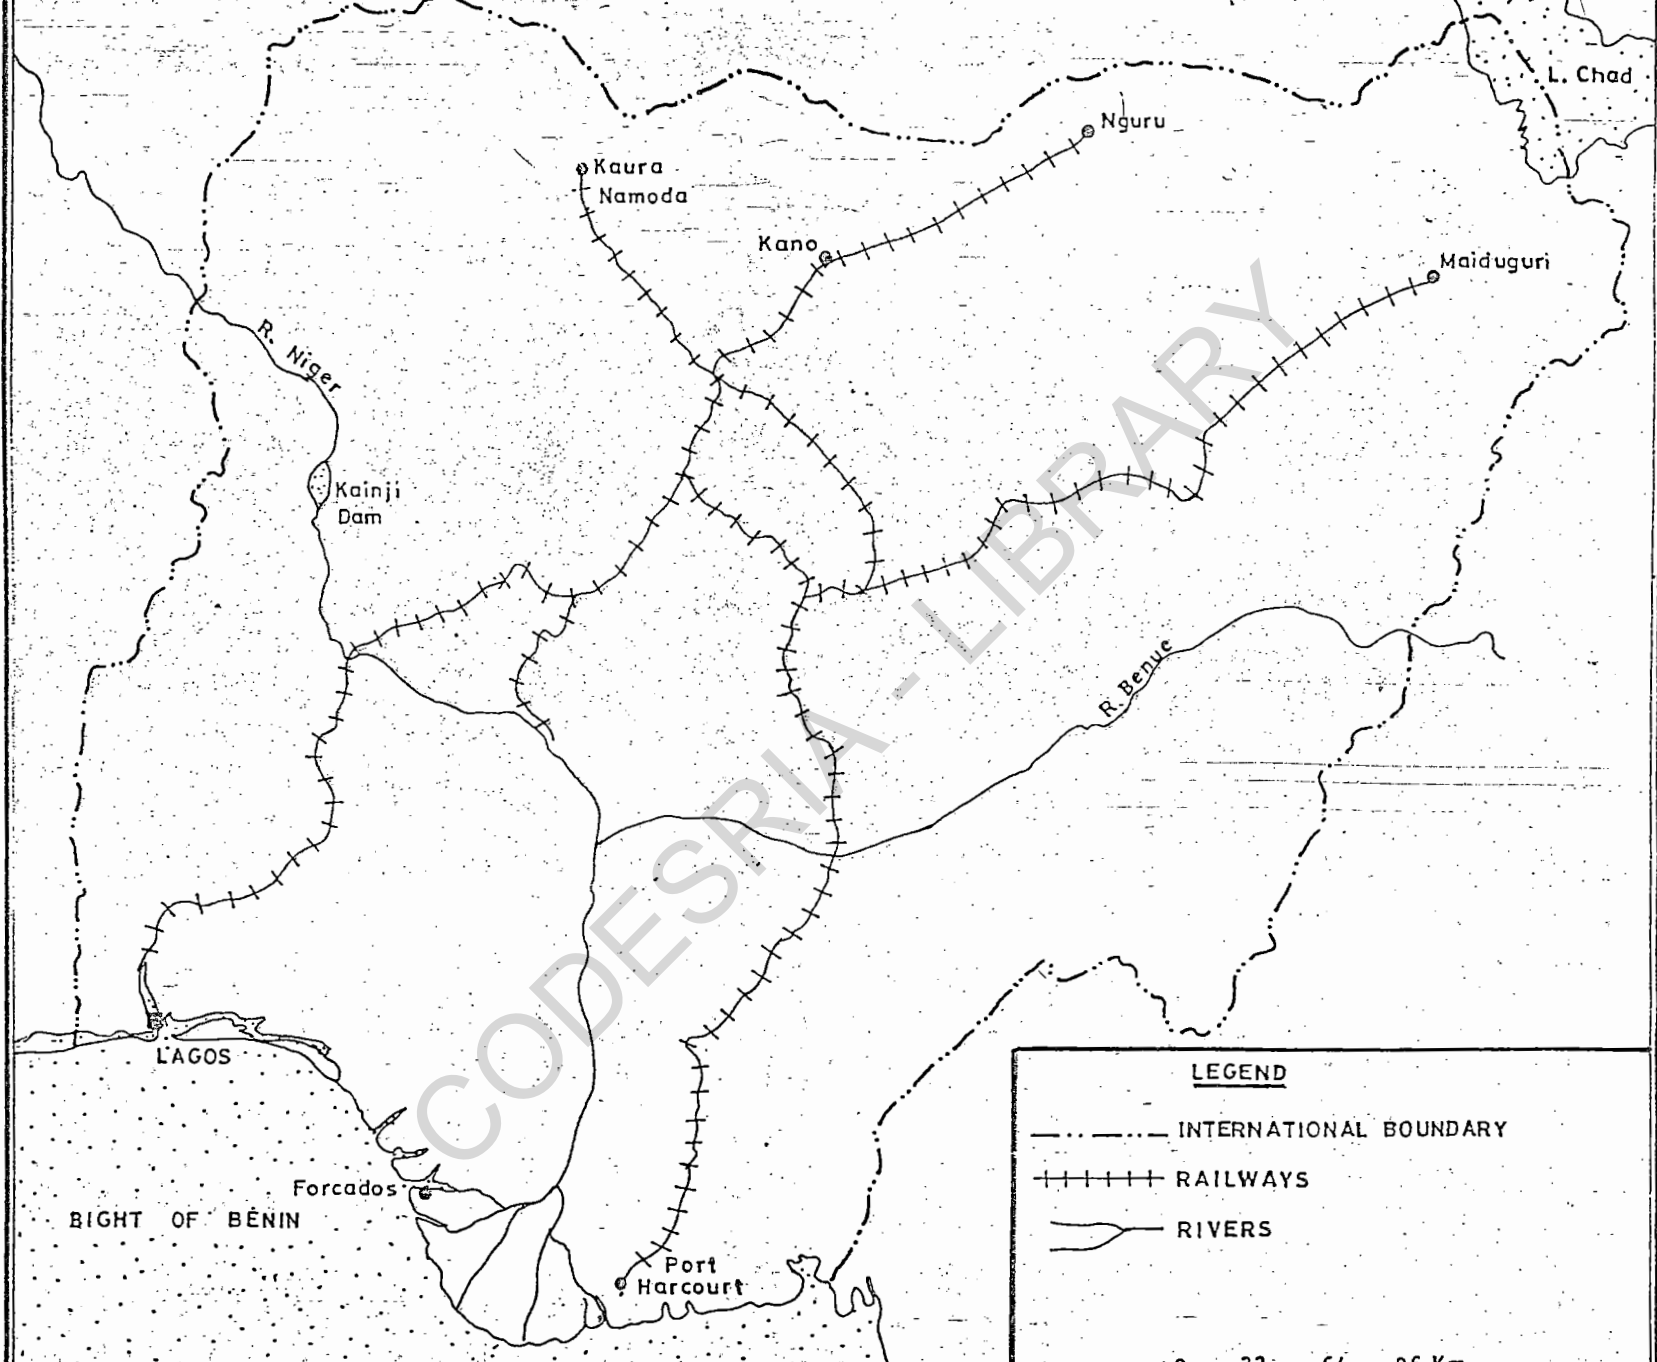 L. Chad
Nguru
Kaura
Namoda
Kano
Maiduguri
R. Niger
Kainji
Dam
R. Benue
CODESRIA - LIBRARY
LAGOS
LEGEND
INTERNATIONAL BOUNDARY
RAILWAYS
RIVERS
Forcados
BIGHT OF BENIN
Port
Harcourt